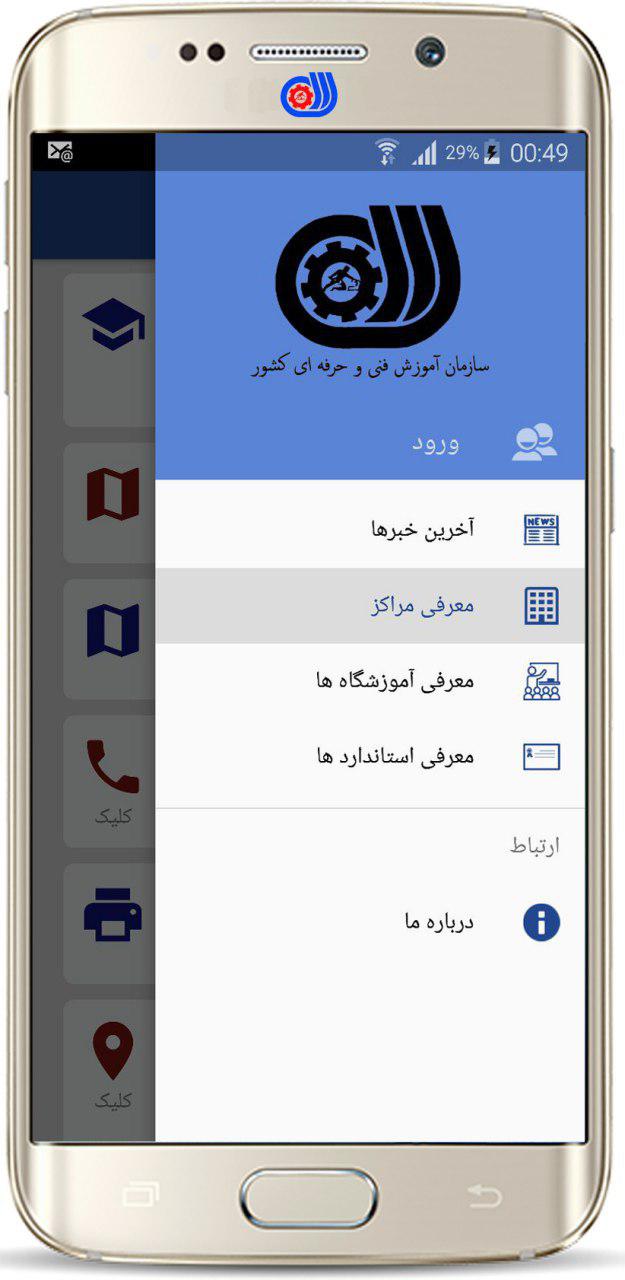 29% 00:49
سازمان آموزش فنی و حرفه ای کشور
ورود
NEWS
آخرین خبرها
معرفی مراکز
معرفی آموزشگاه ها
معرفی استاندارد ها
ارتباط
درباره ما
کلیک
کلیک